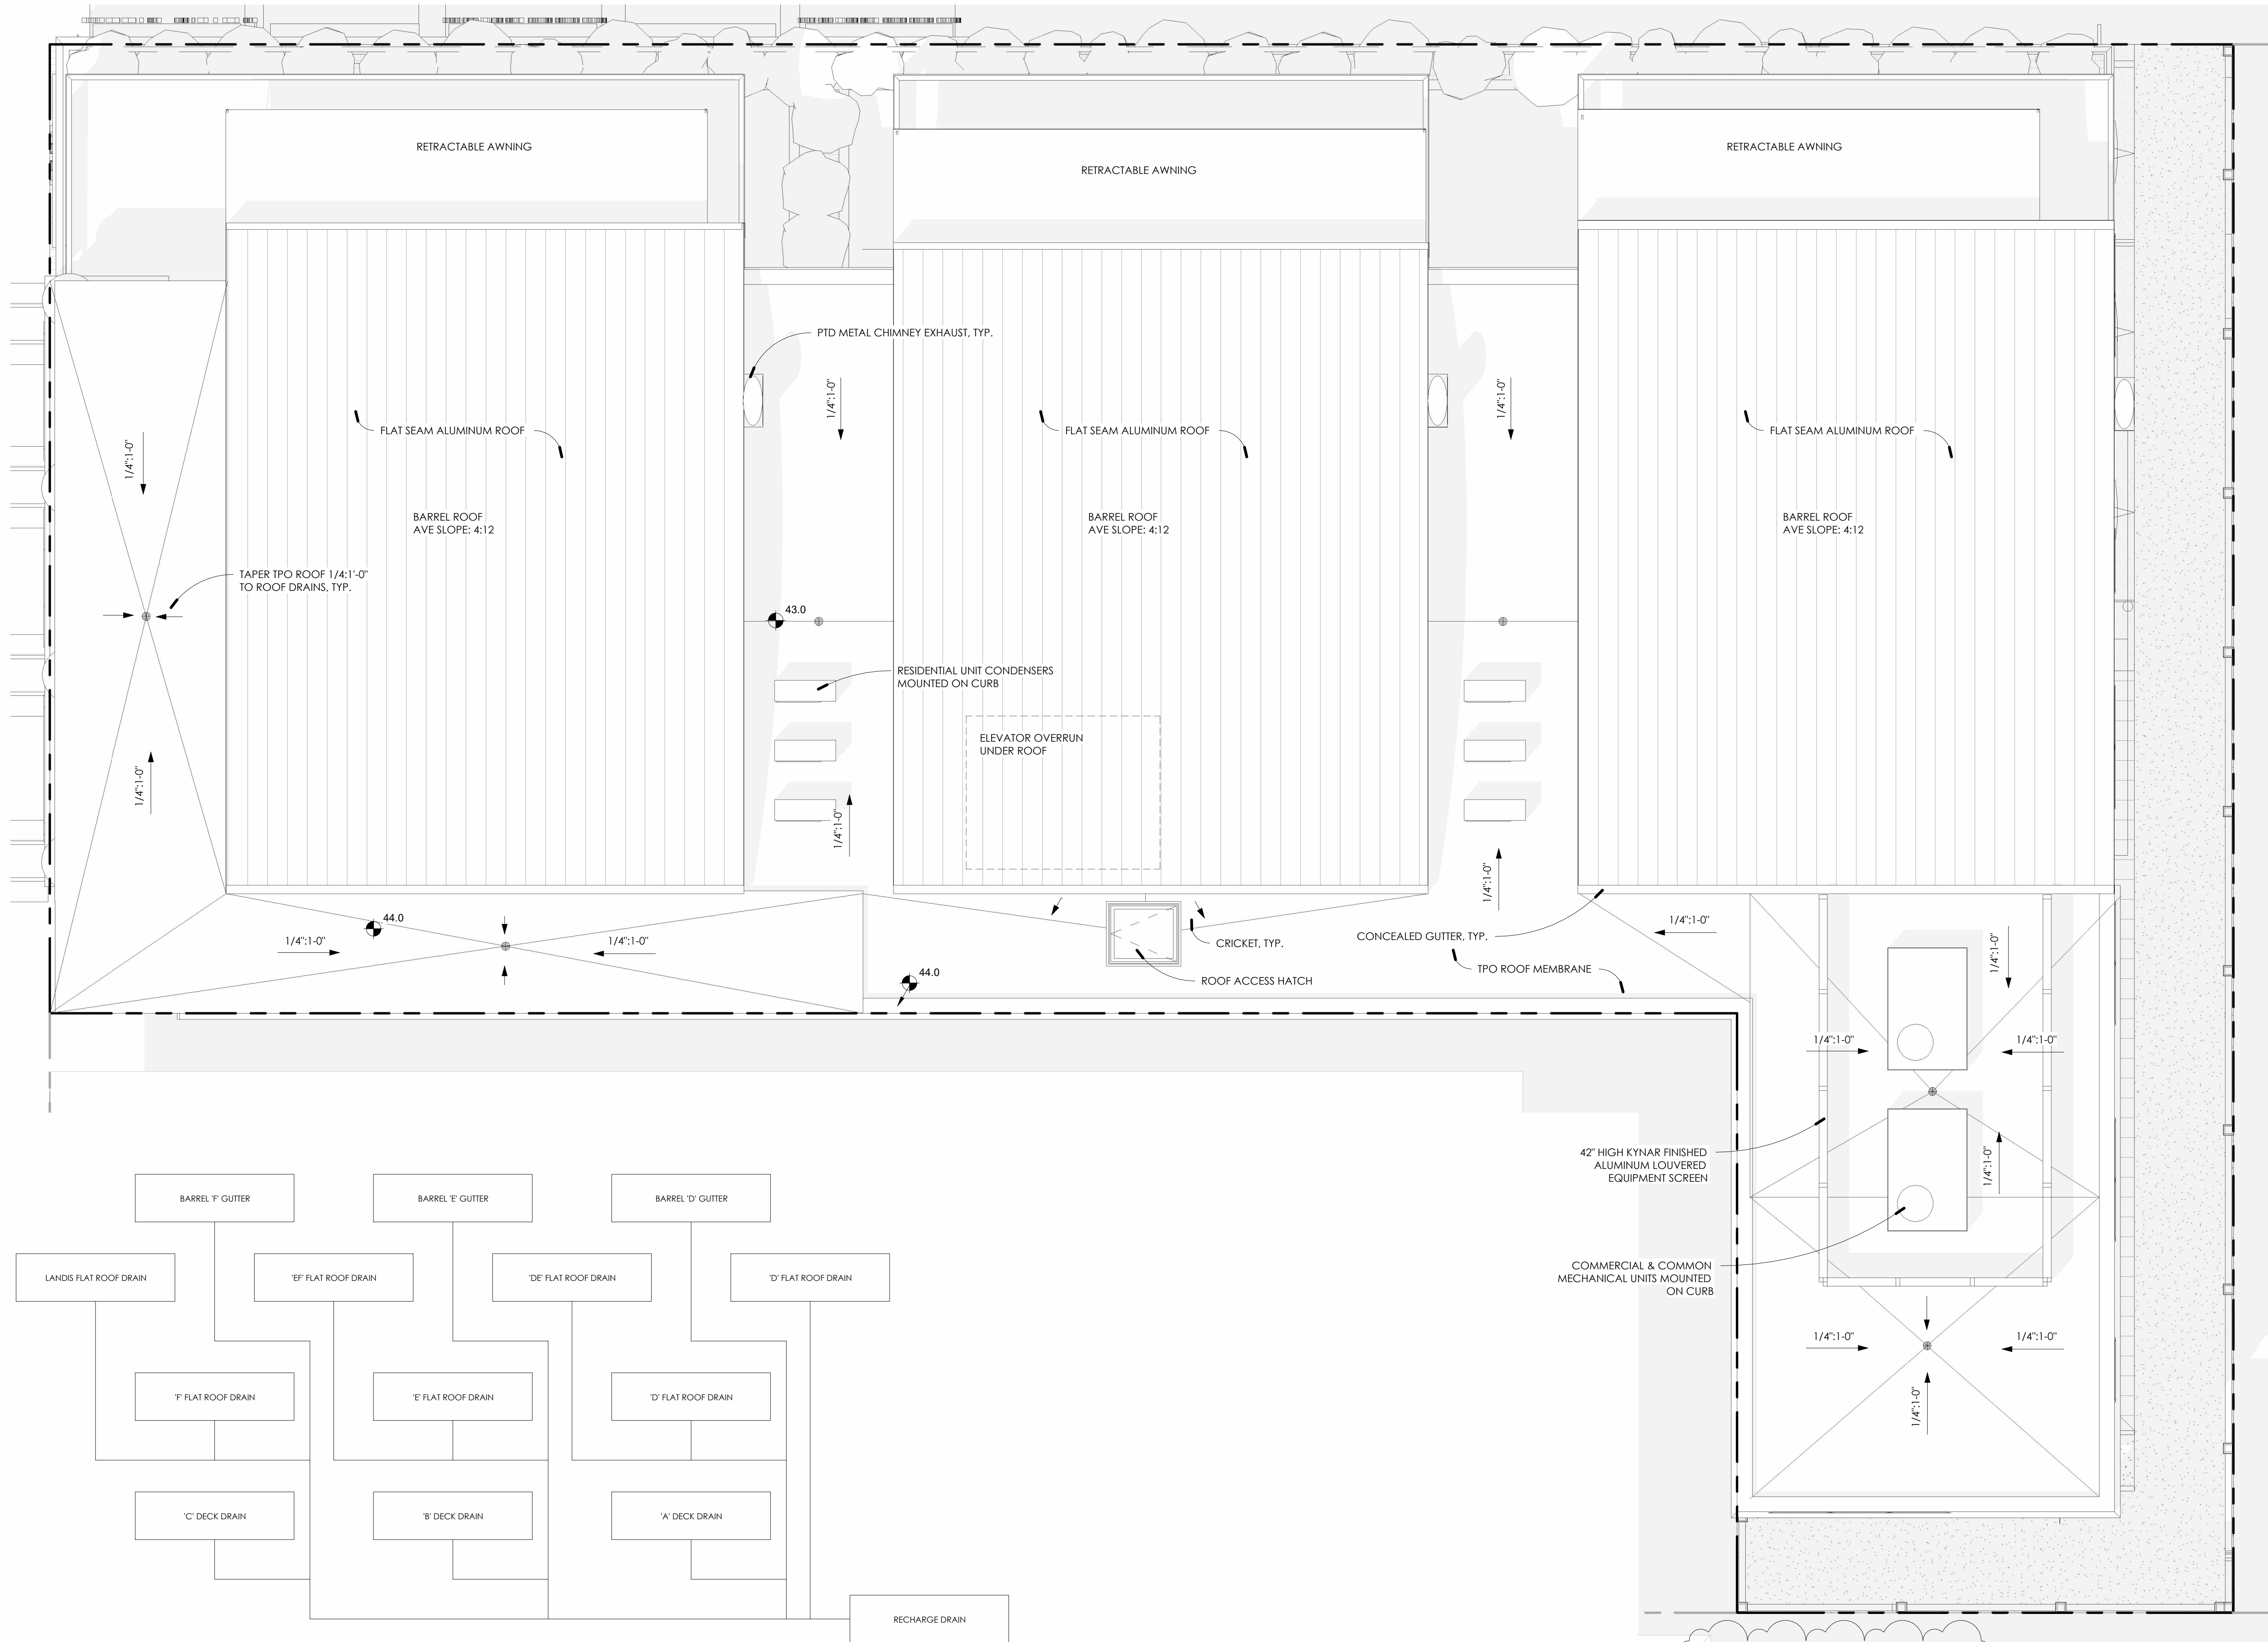 RETRACTABLE AWNING
RETRACTABLE AWNING
RETRACTABLE AWNING
PTD METAL CHIMNEY EXHAUST, TYP.
1/4":1-0"
1/4":1-0"
1/4":1-0"
FLAT SEAM ALUMINUM ROOF
FLAT SEAM ALUMINUM ROOF
FLAT SEAM ALUMINUM ROOF
BARREL ROOF
AVE SLOPE: 4:12
BARREL ROOF
AVE SLOPE: 4:12
BARREL ROOF
AVE SLOPE: 4:12
TAPER TPO ROOF 1/4:1'-0"
TO ROOF DRAINS, TYP.
43.0
RESIDENTIAL UNIT CONDENSERS
MOUNTED ON CURB
ELEVATOR OVERRUN
UNDER ROOF
1/4":1-0"
1/4":1-0"
1/4":1-0"
44.0
1/4":1-0"
1/4":1-0"
CRICKET, TYP.
CONCEALED GUTTER, TYP.
1/4":1-0"
1/4":1-0"
44.0
ROOF ACCESS HATCH
TPO ROOF MEMBRANE
1/4":1-0"
1/4":1-0"
42" HIGH KYNAR FINISHED
ALUMINUM LOUVERED
EQUIPMENT SCREEN
1/4":1-0"
COMMERCIAL & COMMON
MECHANICAL UNITS MOUNTED
ON CURB
1/4":1-0"
1/4":1-0"
1/4":1-0"
BARREL 'F' GUTTER
BARREL 'E' GUTTER
BARREL 'D' GUTTER
LANDIS FLAT ROOF DRAIN
'EF' FLAT ROOF DRAIN
'DE' FLAT ROOF DRAIN
'D' FLAT ROOF DRAIN
'F' FLAT ROOF DRAIN
'E' FLAT ROOF DRAIN
'D' FLAT ROOF DRAIN
'C' DECK DRAIN
'B' DECK DRAIN
'A' DECK DRAIN
RECHARGE DRAIN